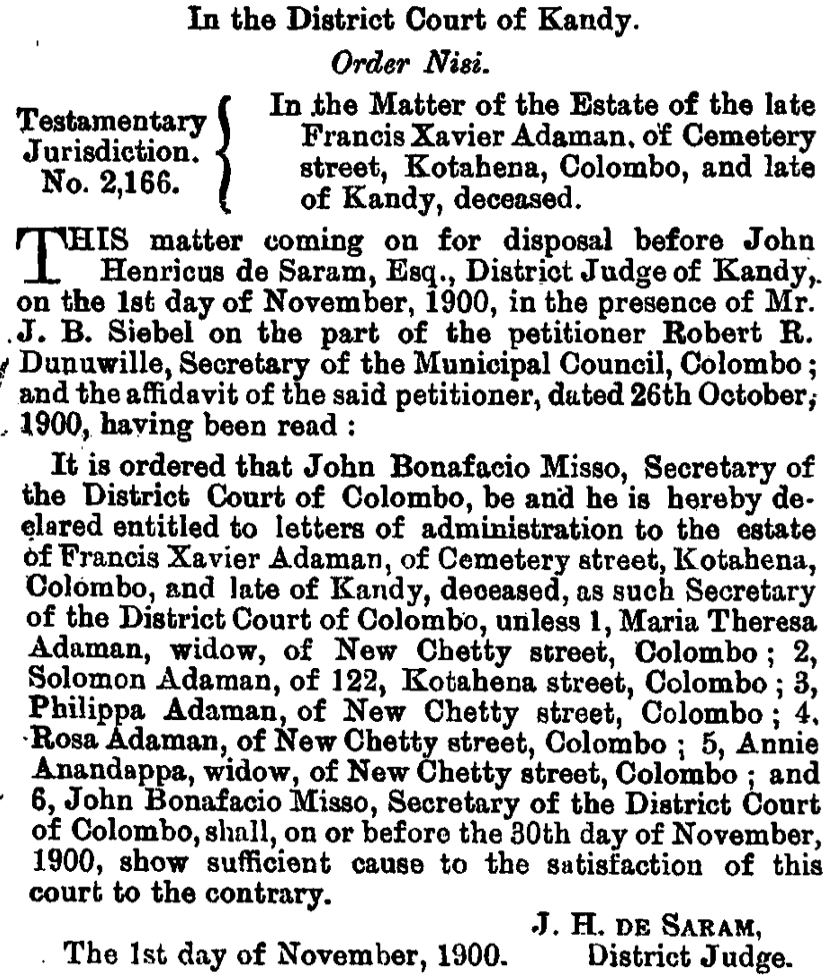 In the District Court of Kandy.
Order Nisi.
Testamentary
Jurisdiction.
No. 2,166.
In the Matter of the Estate of the late
Francis Xavier Adaman, of Cemetery
street, Kotahena, Colombo, and late
of Kandy, deceased.
THIS matter coming on for disposal before John
Henricus de Saram, Esq., District Judge of Kandy,
on the 1st day of November, 1900, in the presence of Mr.
J. B. Siebel on the part of the petitioner Robert R.
Dunuwille, Secretary of the Municipal Council, Colombo;
and the affidavit of the said petitioner, dated 26th October,
1900, having been read:
It is ordered that John Bonafacio Misso, Secretary of
the District Court of Colombo, be and he is hereby de-
clared entitled to letters of administration to the estate
of Francis Xavier Adaman, of Cemetery street, Kotahena,
Colombo, and late of Kandy, deceased, as such Secretary
of the District Court of Colombo, unless 1, Maria Theresa
Adaman, widow, of New Chetty street, Colombo; 2,
Solomon Adaman, of 122, Kotahena street, Colombo; 3,
Philippa Adaman, of New Chetty street, Colombo; 4,
Rosa Adaman, of New Chetty street, Colombo; 5, Annie
Anandappa, widow, of New Chetty street, Colombo; and
6, John Bonafacio Misso, Secretary of the District Court
of Colombo, shall, on or before the 30th day of November,
1900, show sufficient cause to the satisfaction of this
court to the contrary.
J. H. DE SARAM,
The 1st day of November, 1900. District Judge.